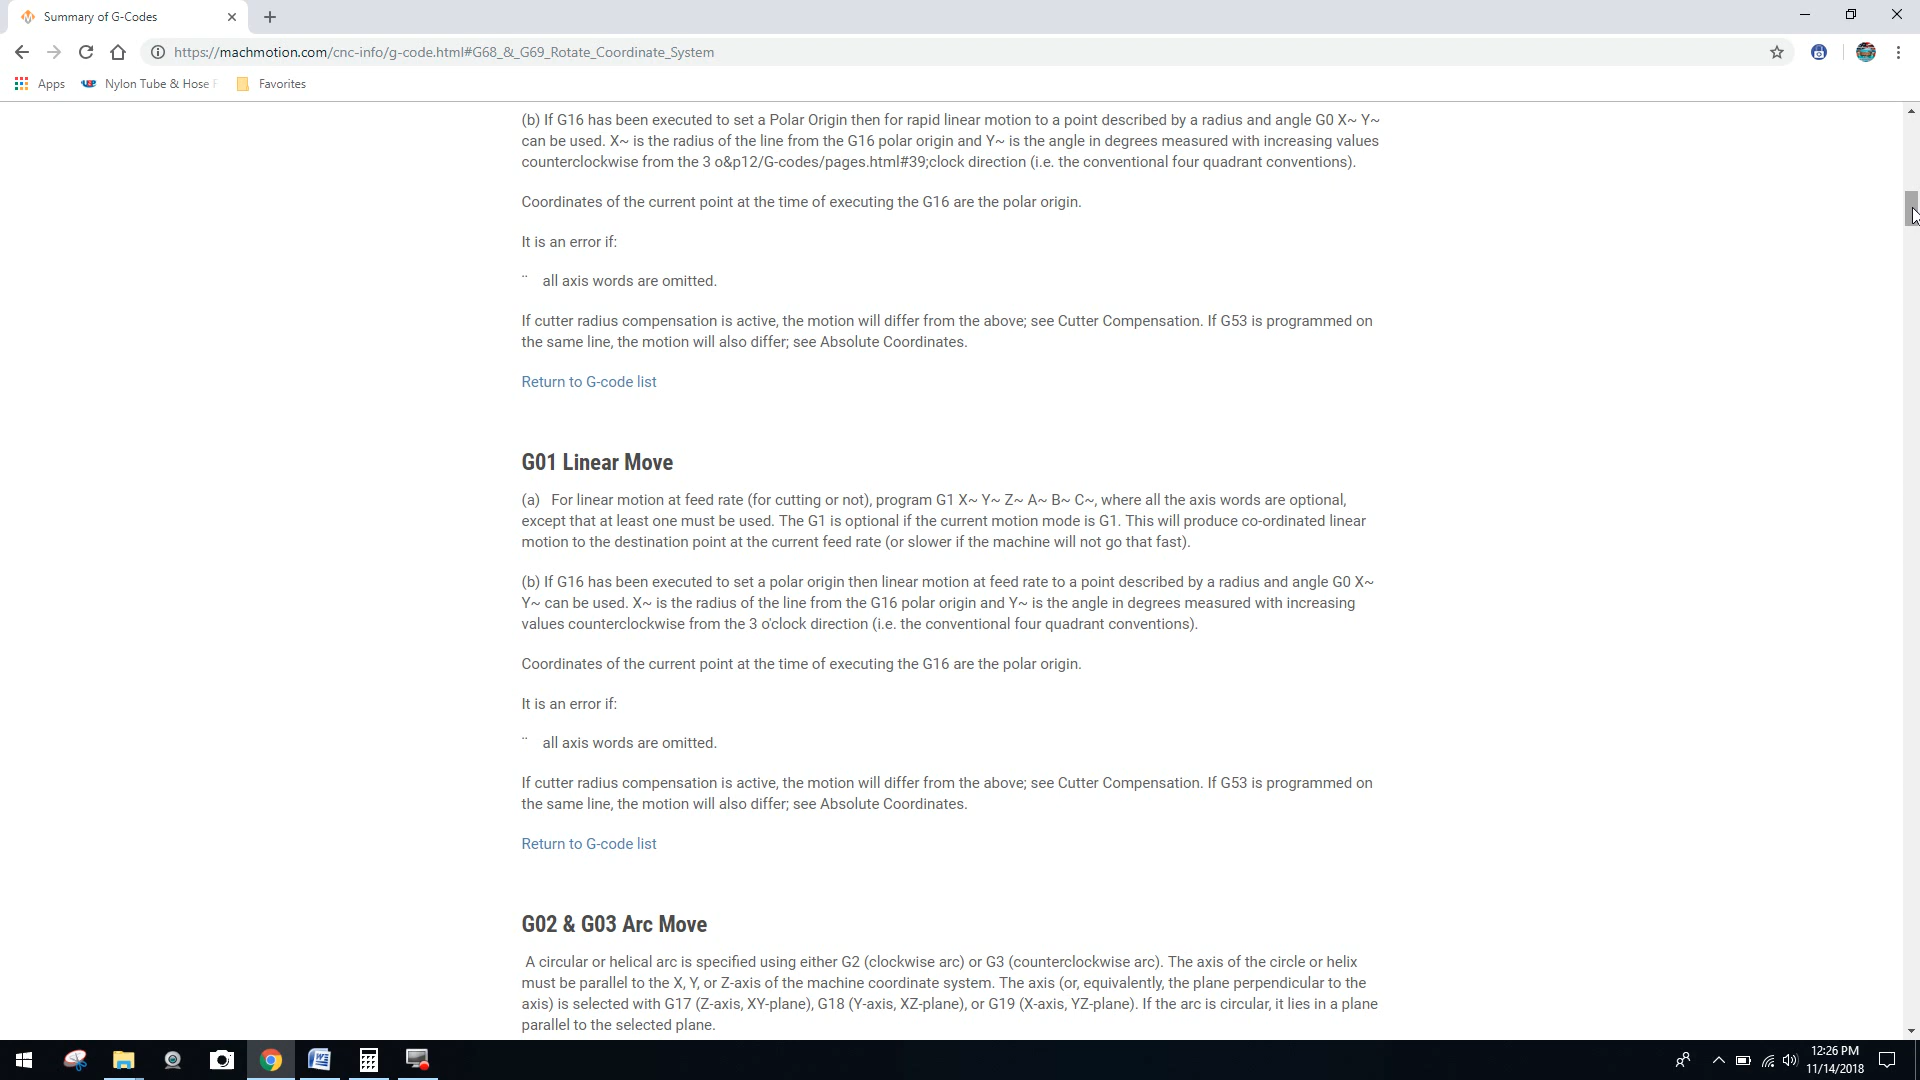 Summary of G-Codes
https://machmotion.com/cnc-info/g-code.html#G68_&_G69_Rotate_Coordinate_System
Apps Nylon Tube & Hose Favorites
(b) If G16 has been executed to set a Polar Origin then for rapid linear motion to a point described by a radius and angle G0 X~ Y~
can be used. X~ is the radius of the line from the G16 polar origin and Y~ is the angle in degrees measured with increasing values
counterclockwise from the 3 o&p12/G-codes/pages.html#39;clock direction (i.e. the conventional four quadrant conventions).
Coordinates of the current point at the time of executing the G16 are the polar origin.
It is an error if:
¨ all axis words are omitted.
If cutter radius compensation is active, the motion will differ from the above; see Cutter Compensation. If G53 is programmed on
the same line, the motion will also differ; see Absolute Coordinates.
Return to G-code list
G01 Linear Move
(a) For linear motion at feed rate (for cutting or not), program G1 X~ Y~ Z~ A~ B~ C~, where all the axis words are optional,
except that at least one must be used. The G1 is optional if the current motion mode is G1. This will produce co-ordinated linear
motion to the destination point at the current feed rate (or slower if the machine will not go that fast).
(b) If G16 has been executed to set a polar origin then linear motion at feed rate to a point described by a radius and angle G0 X~
Y~ can be used. X~ is the radius of the line from the G16 polar origin and Y~ is the angle in degrees measured with increasing
values counterclockwise from the 3 o'clock direction (i.e. the conventional four quadrant conventions).
Coordinates of the current point at the time of executing the G16 are the polar origin.
It is an error if:
¨ all axis words are omitted.
If cutter radius compensation is active, the motion will differ from the above; see Cutter Compensation. If G53 is programmed on
the same line, the motion will also differ; see Absolute Coordinates.
Return to G-code list
G02 & G03 Arc Move
A circular or helical arc is specified using either G2 (clockwise arc) or G3 (counterclockwise arc). The axis of the circle or helix
must be parallel to the X, Y, or Z-axis of the machine coordinate system. The axis (or, equivalently, the plane perpendicular to the
axis) is selected with G17 (Z-axis, XY-plane), G18 (Y-axis, XZ-plane), or G19 (X-axis, YZ-plane). If the arc is circular, it lies in a plane
parallel to the selected plane.
12:26 PM
11/14/2018